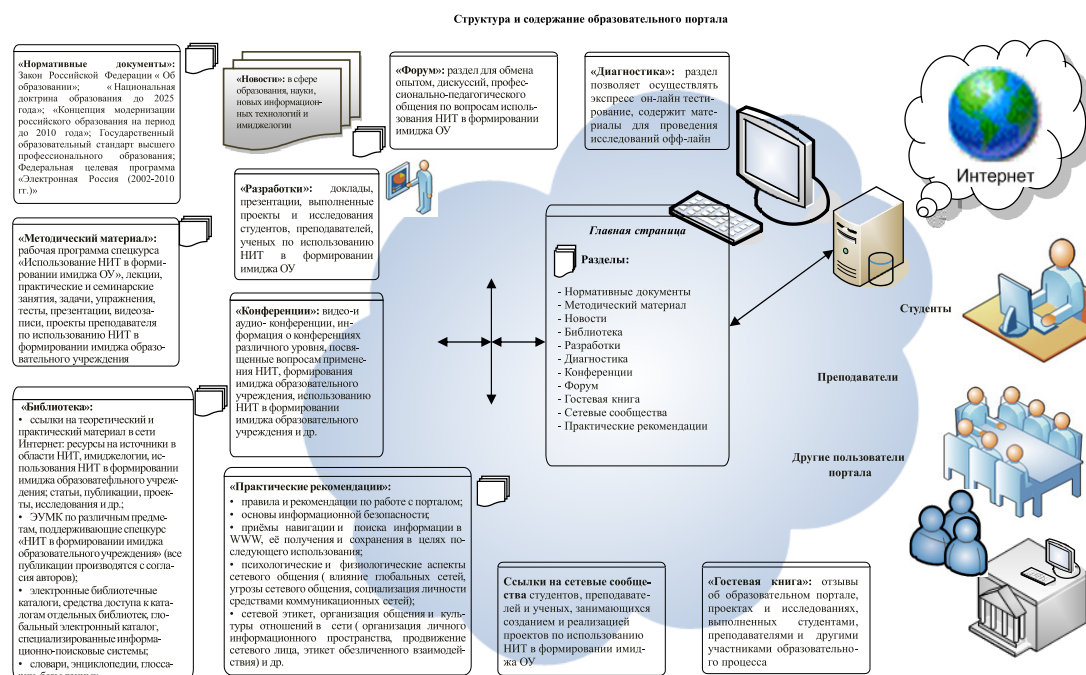 Структура и содержание образовательного портала
«Нормативные документы»:
Закон Российской Федерации « Об
образовании»; « Национальная
доктрина образования до 2025
года»; «Концепция модернизации
российского образования на период
до 2010 года»; Государственный
образовательный стандарт высшего
профессионального образования;
Федеральная целевая программа
«Электронная Россия (2002-2010
гг.)»
«Новости»: в сфере
образования, науки,
новых информацион-
ных технологий и
имиджелогии
«Форум»: раздел для обмена
опытом, дискуссий, профес-
сионально-педагогического
общения по вопросам исполь-
зования НИТ в формировании
имиджа ОУ
«Диагностика»: раздел
позволяет осуществлять
экспресс он-лайн тести-
рование, содержит мате-
риалы для проведения
исследований офф-лайн
Интернет
«Разработки»: доклады,
презентации, выполненные
проекты и исследования
студентов, преподавателей,
ученых по использованию
НИТ в формировании
имиджа ОУ
«Методический материал»:
рабочая программа спецкурса
«Использование НИТ в форми-
ровании имиджа ОУ», лекции,
практические и семинарские
занятия, задачи, упражнения,
тесты, презентации, видеоза-
писи, проекты преподавателя
по использованию НИТ в
формировании имиджа образо-
вательного учреждения
«Конференции»: видео-и
аудио- конференции, ин-
формация о конференциях
различного уровня, посвя-
щенные вопросам примене-
ния НИТ, формирования
имиджа образовательного
учреждения, использованию
НИТ в формировании
имиджа образовательного
учреждения и др.
Главная страница
Разделы:
- Нормативные документы
- Методический материал
- Новости
- Библиотека
- Разработки
- Диагностика
- Конференции
- Форум
- Гостевая книга
- Сетевые сообщества
- Практические рекомендации
Студенты
Преподаватели
Другие пользователи
портала
«Библиотека»:
• ссылки на теоретический и
практический материал в сети
Интернет: ресурсы на источники в
области НИТ, имиджелогии, ис-
пользования НИТ в формировании
имиджа образоватефльного учреж-
дения; статьи, публикации, проек-
ты, исследования и др.;
• ЭУМК по различным предме-
там, поддерживающие спецкурс
«НИТ в формировании имиджа
образовательного учреждения» (все
публикации производятся с согла-
сия авторов);
• электронные библиотечные
каталоги, средства доступа к ката-
логам отдельных библиотек, гло-
бальный электронный каталог,
специализированные информа-
ционно-поисковые системы;
• словари, энциклопедии, глосса-
«Практические рекомендации»:
• правила и рекомендации по работе с порталом;
• основы информационной безопасности;
• приёмы навигации и поиска информации в
WWW, её получения и сохранения в целях по-
следующего использования;
• психологические и физиологические аспекты
сетевого общения ( влияние глобальных сетей,
угрозы сетевого общения, социализация личности
средствами коммуникационных сетей);
• сетевой этикет, организация общения и куль-
туры отношений в сети ( организация личного
информационного пространства, продвижение
сетевого лица, этикет обезличенного взаимодей-
ствия) и др.
Ссылки на сетевые сообще-
ства студентов, преподавате-
лей и ученых, занимающихся
созданием и реализацией
проектов по использованию
НИТ в формировании имид-
жа ОУ
«Гостевая книга»: отзывы
об образовательном портале,
проектах и исследованиях,
выполненных студентами,
преподавателями и другими
участниками образовательно-
го процесса